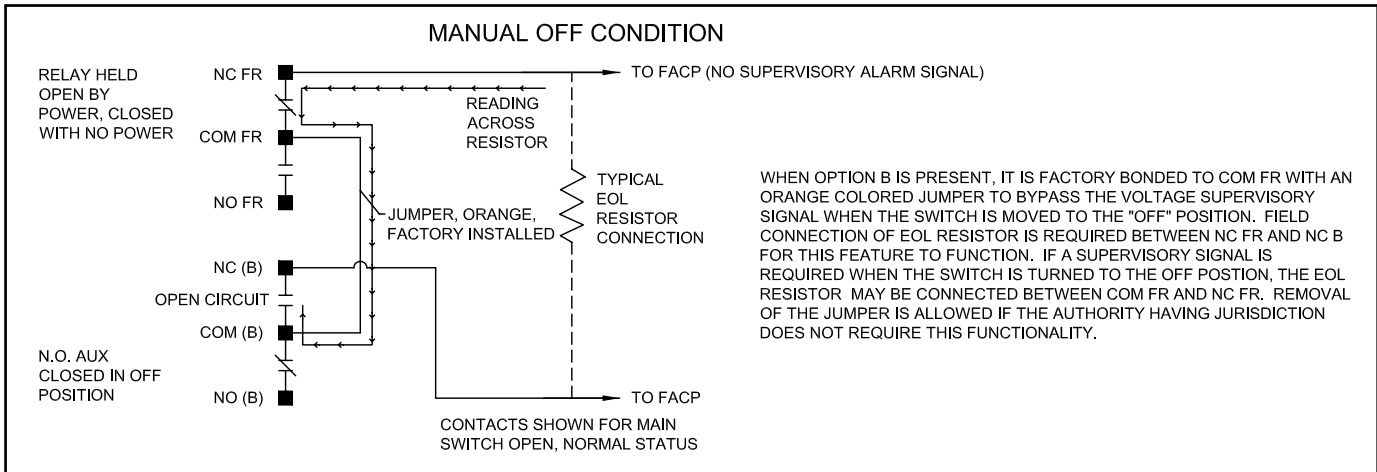 MANUAL OFF CONDITION
RELAY HELD
OPEN BY
POWER, CLOSED
WITH NO POWER
NC FR
TO FACP (NO SUPERVISORY ALARM SIGNAL)
READING
ACROSS
RESISTOR
COM FR
NO FR
JUMPER, ORANGE,
FACTORY INSTALLED
TYPICAL
EOL
RESISTOR
CONNECTION
WHEN OPTION B IS PRESENT, IT IS FACTORY BONDED TO COM FR WITH AN
ORANGE COLORED JUMPER TO BYPASS THE VOLTAGE SUPERVISORY
SIGNAL WHEN THE SWITCH IS MOVED TO THE "OFF" POSITION. FIELD
CONNECTION OF EOL RESISTOR IS REQUIRED BETWEEN NC FR AND NC B
FOR THIS FEATURE TO FUNCTION. IF A SUPERVISORY SIGNAL IS
REQUIRED WHEN THE SWITCH IS TURNED TO THE OFF POSTION, THE EOL
RESISTOR MAY BE CONNECTED BETWEEN COM FR AND NC FR. REMOVAL
OF THE JUMPER IS ALLOWED IF THE AUTHORITY HAVING JURISDICTION
DOES NOT REQUIRE THIS FUNCTIONALITY.
NC (B)
OPEN CIRCUIT
COM (B)
N.O. AUX
CLOSED IN OFF
POSITION
NO (B)
TO FACP
CONTACTS SHOWN FOR MAIN
SWITCH OPEN, NORMAL STATUS